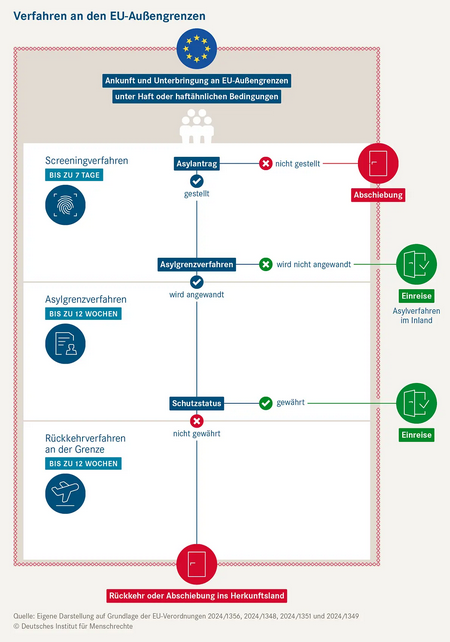 Verfahren an den EU-Außengrenzen
Ankunft und Unterbringung an EU-Außengrenzen
unter Haft oder haftähnlichen Bedingungen
Screeningverfahren
BIS ZU 7 TAGE
Asylantrag
nicht gestellt
gestellt
Abschiebung
Asylgrenzverfahren
wird nicht angewandt
wird angewandt
Einreise
Asylverfahren
im Inland
Asylgrenzverfahren
BIS ZU 12 WOCHEN
Schutzstatus
gewährt
nicht gewährt
Einreise
Rückkehrverfahren
an der Grenze
BIS ZU 12 WOCHEN
Rückkehr oder Abschiebung ins Herkunftsland
Quelle: Eigene Darstellung auf Grundlage der EU-Verordnungen 2024/1356, 2024/1348, 2024/1351 und 2024/1349
© Deutsches Institut für Menschrechte